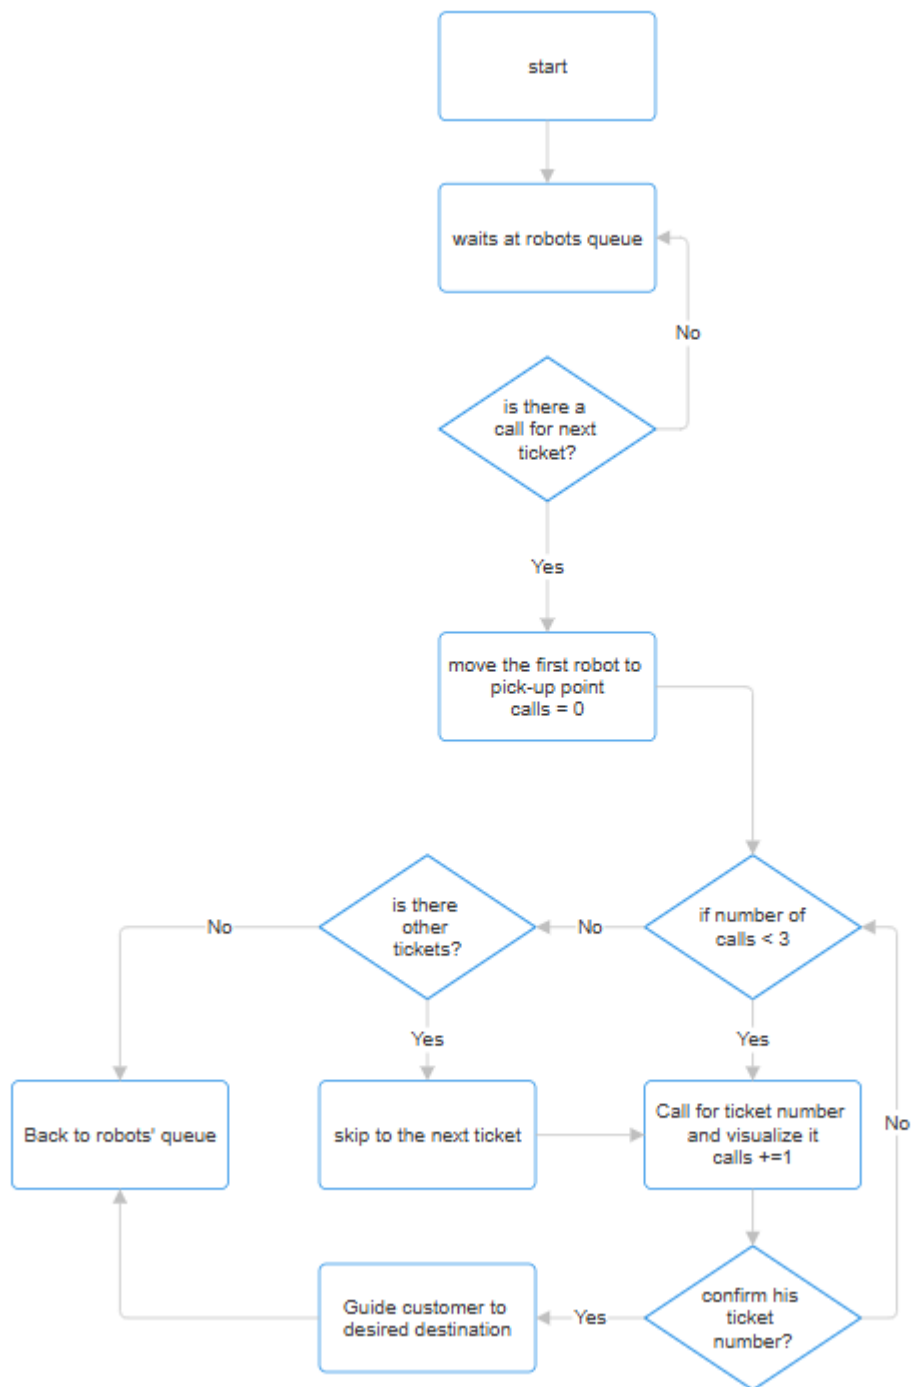 start
waits at robots queue
No
is there a
call for next
ticket?
Yes
move the first robot to
pick-up point
calls = 0
is there
other
tickets?
if number of
calls < 3
No
No
Yes
Yes
Back to robots' queue
skip to the next ticket
Call for ticket number
and visualize it
calls +=1
No
Guide customer to
desired destination
Yes
confirm his
ticket
number?